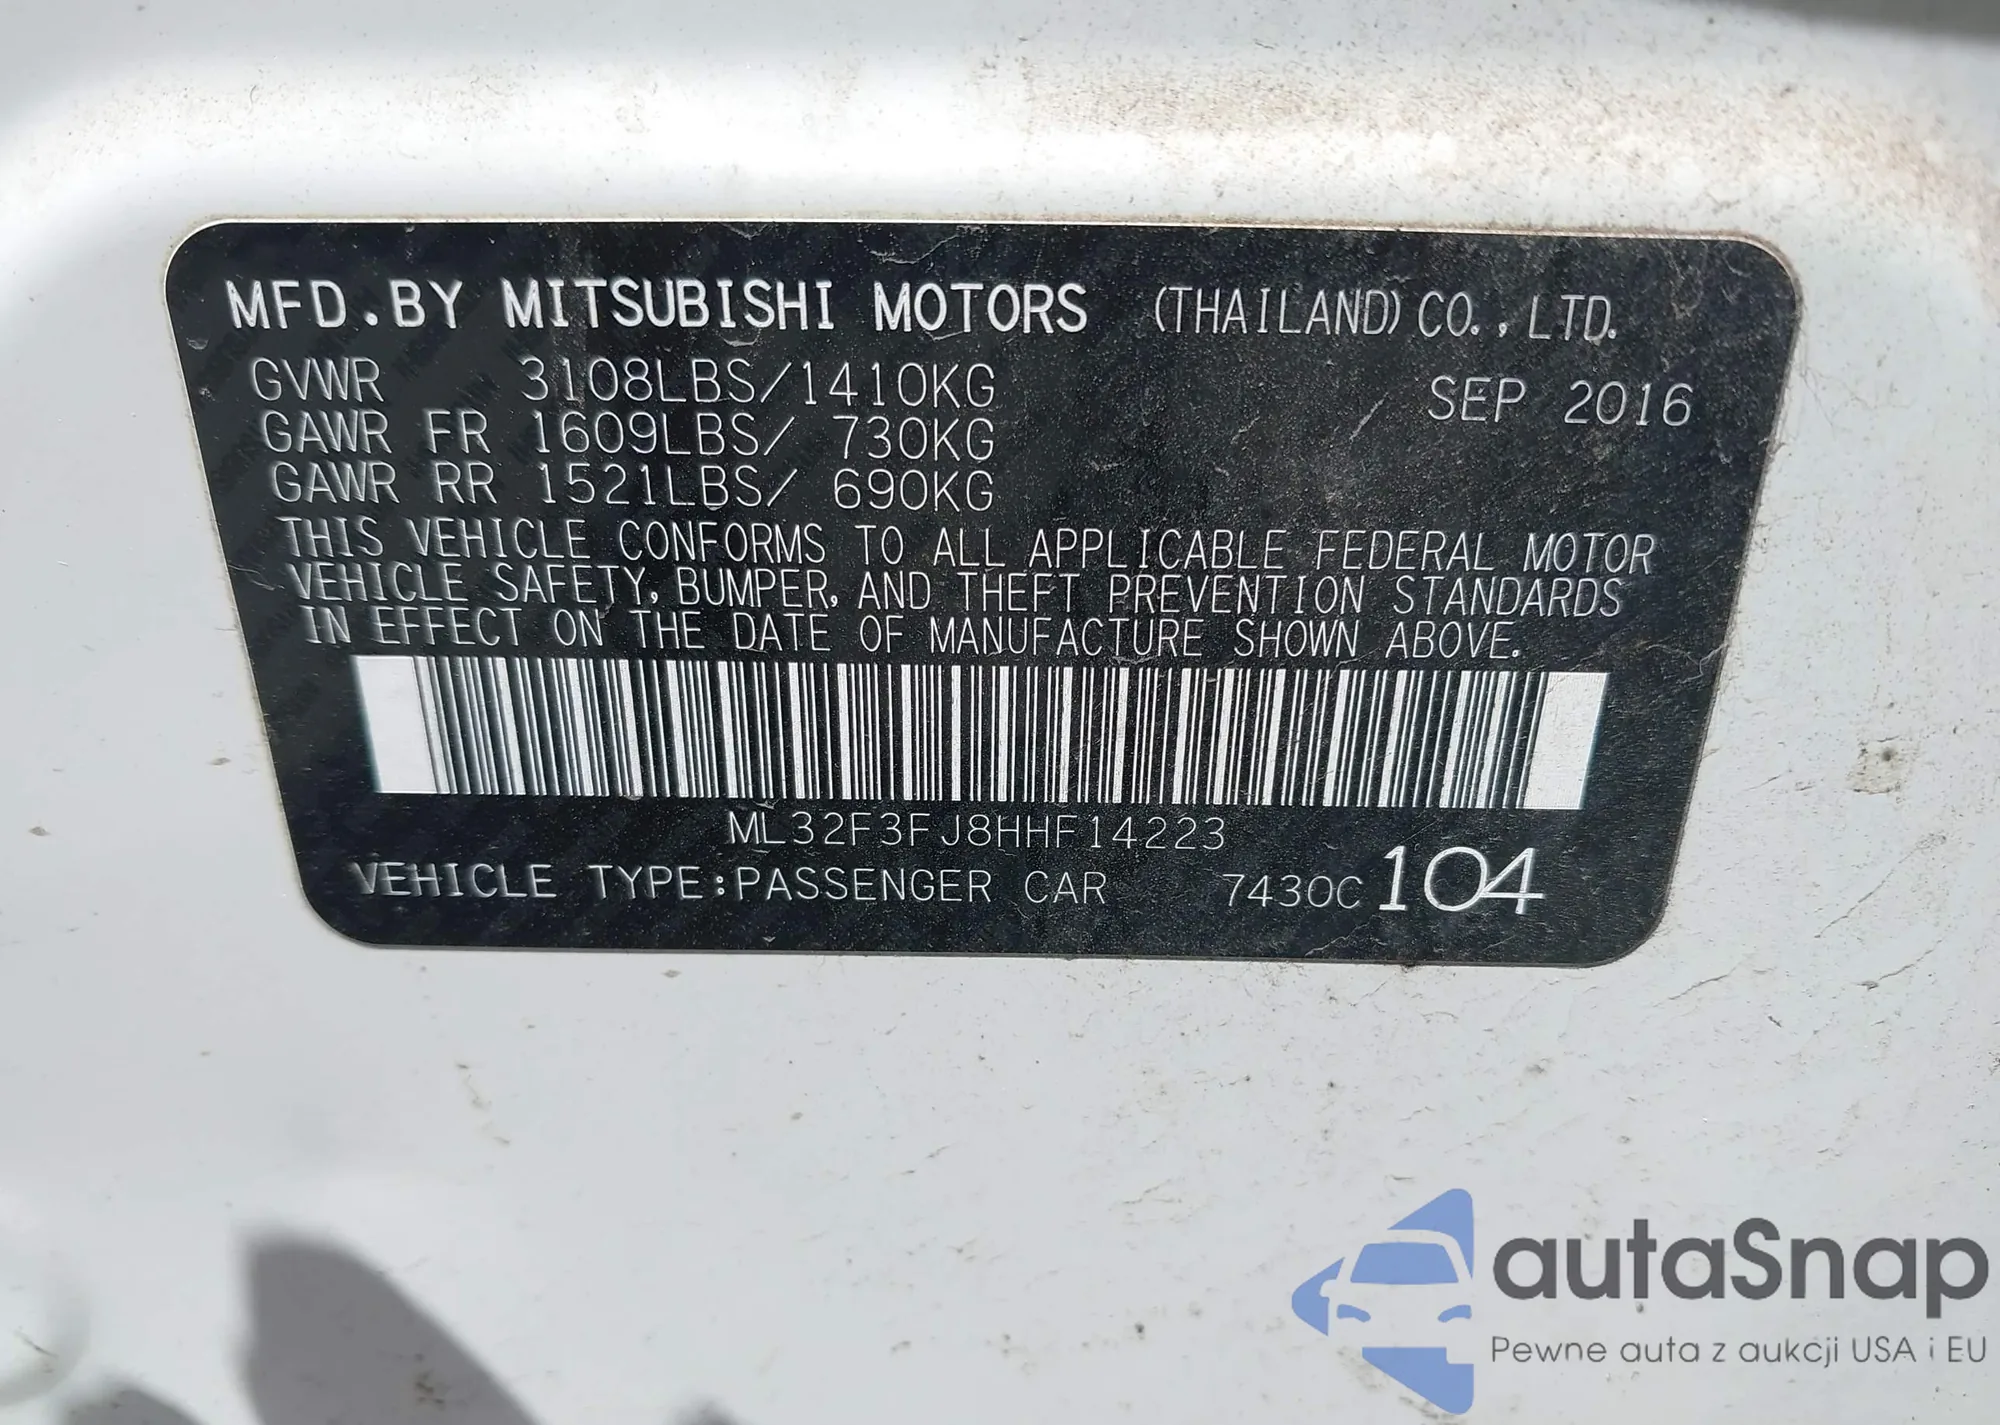 MFD.BY MITSUBISHI MOTORS (THAILAND) CO., LTD.
GVWR 3108LBS/1410KG SEP 2016
GAWR FR 1609LBS/ 730KG
GAWR RR 1521LBS/ 690KG
THIS VEHICLE CONFORMS TO ALL APPLICABLE FEDERAL MOTOR
VEHICLE SAFETY, BUMPER, AND THEFT PREVENTION STANDARDS
IN EFFECT ON THE DATE OF MANUFACTURE SHOWN ABOVE.
ML32F3FJ8HHF14223
VEHICLE TYPE:PASSENGER CAR 7430C 104
autaSnap
Pewne auta z aukcji USA i EU